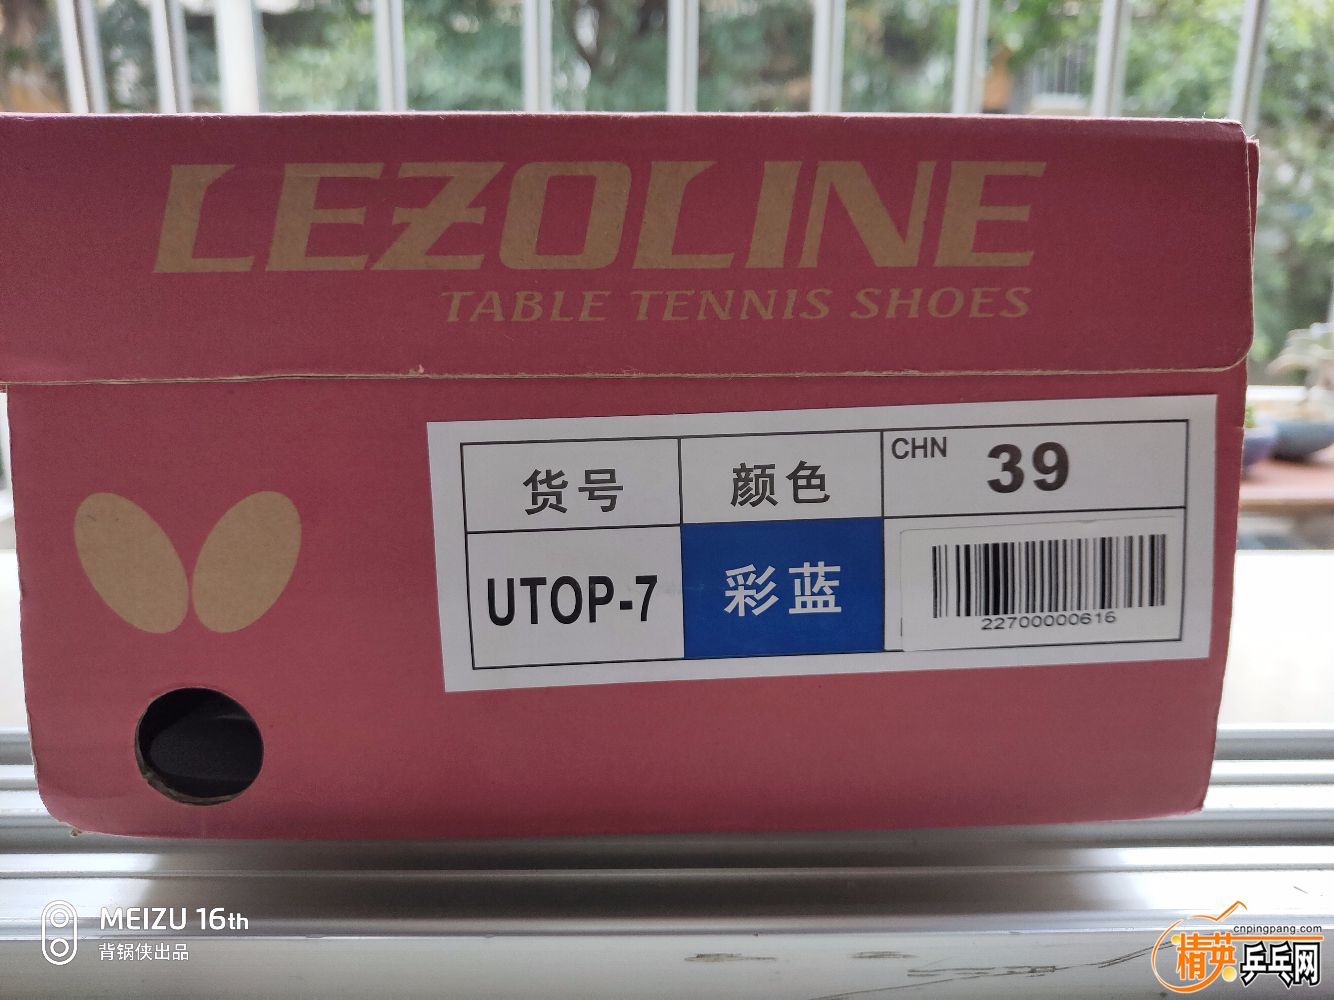 LEZOLINE
TABLE TENNIS SHOES
货号
颜色
CHN 39
UTOP-7
彩蓝
22700000616
MEIZU 16th
背锅侠出品
cnpingpang.com
精英乒乓网